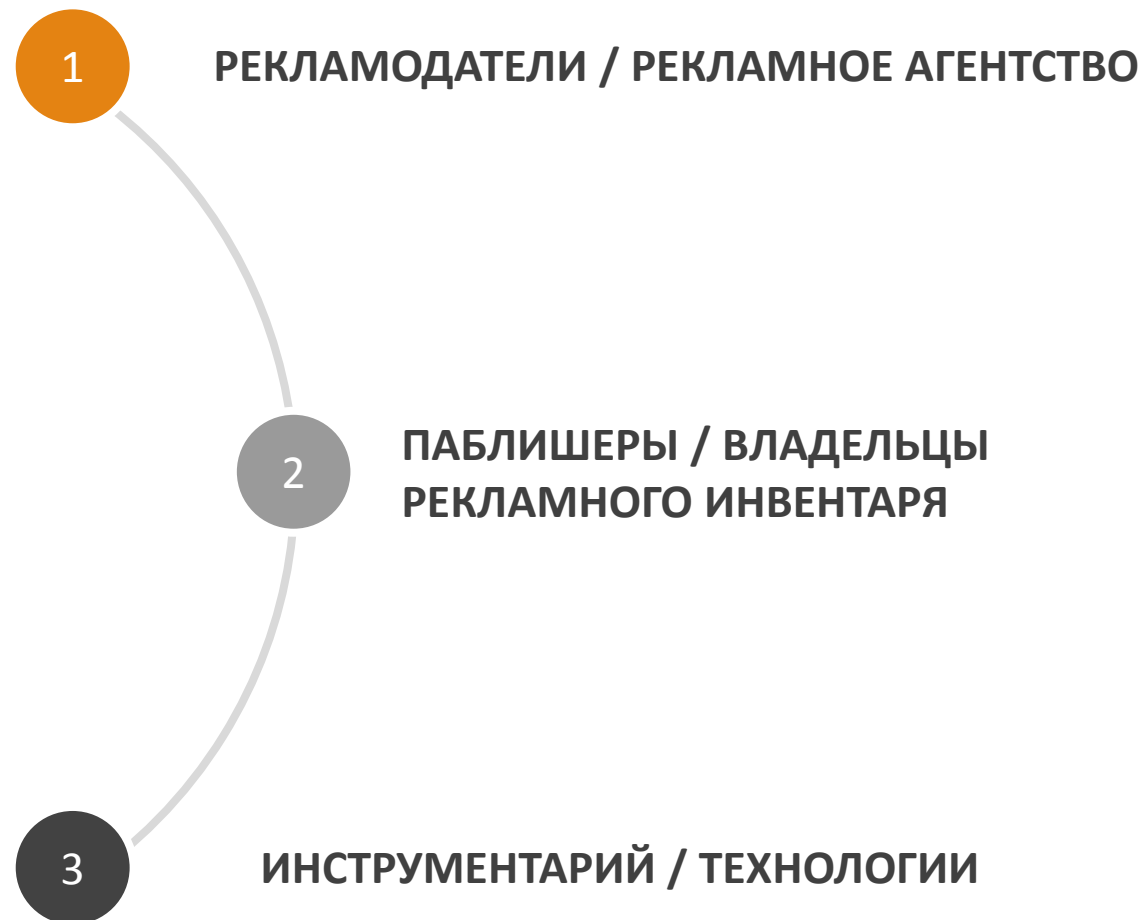 1
РЕКЛАМОДАТЕЛИ / РЕКЛАМНОЕ АГЕНТСТВО
2
ПАБЛИШЕРЫ / ВЛАДЕЛЬЦЫ
РЕКЛАМНОГО ИНВЕНТАРЯ
3
ИНСТРУМЕНТАРИЙ / ТЕХНОЛОГИИ